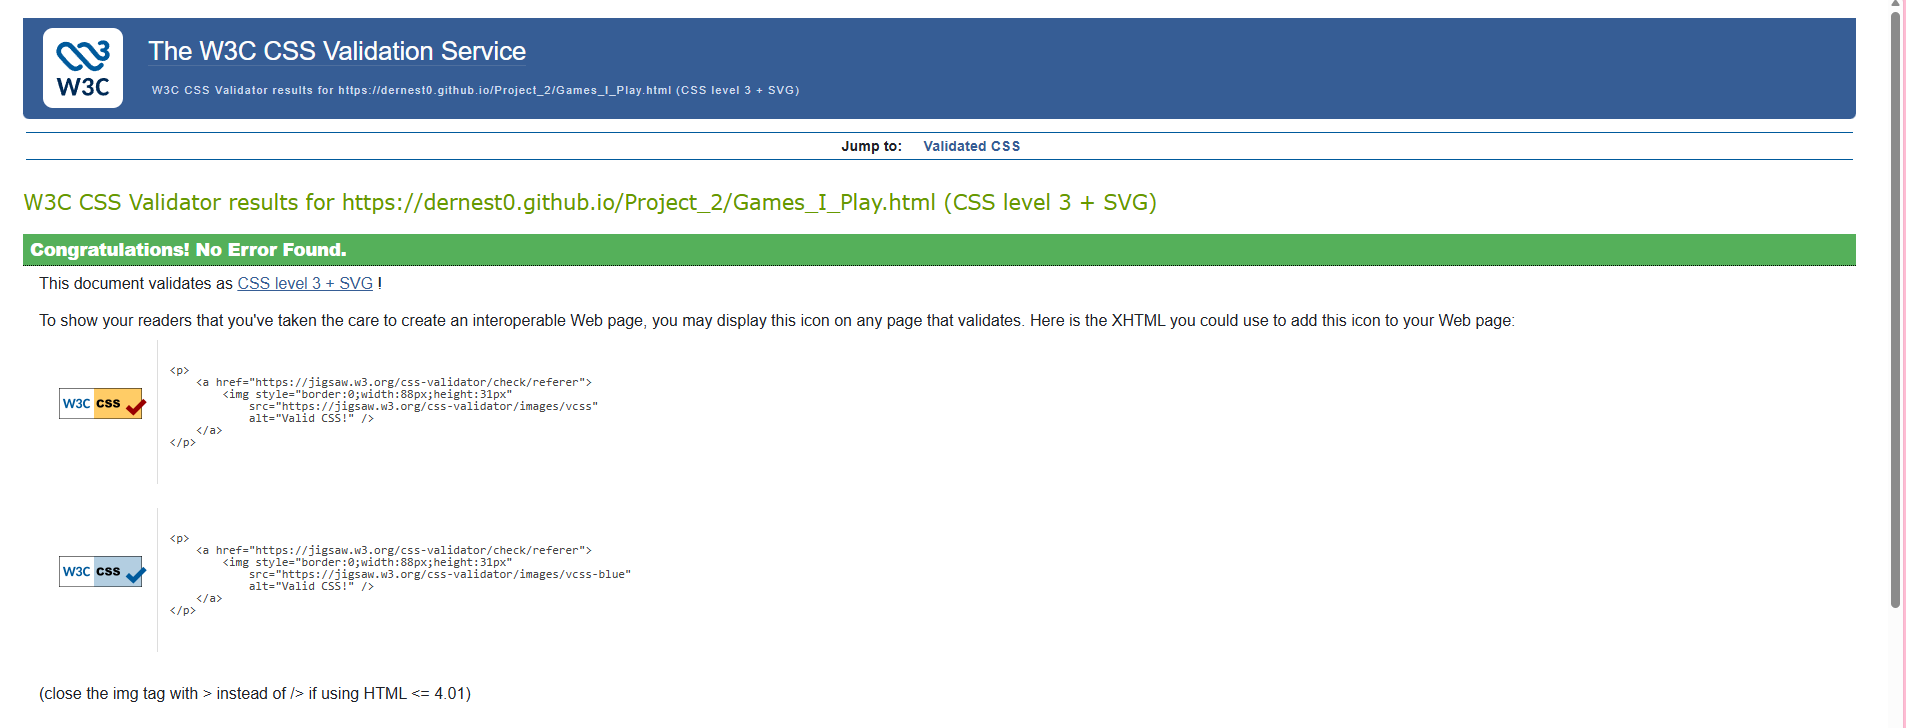 W3C
The W3C CSS Validation Service
W3C CSS Validator results for https://dernest0.github.io/Project_2/Games_I_Play.html (CSS level 3 + SVG)
Jump to: Validated CSS
W3C CSS Validator results for https://dernest0.github.io/Project_2/Games_I_Play.html (CSS level 3 + SVG)
Congratulations! No Error Found.
This document validates as CSS level 3 + SVG !
To show your readers that you've taken the care to create an interoperable Web page, you may display this icon on any page that validates. Here is the XHTML you could use to add this icon to your Web page:
W3C CSS
<p>
    <a href="https://jigsaw.w3.org/css-validator/check/referer">
        <img style="border:0;width:88px;height:31px"
            src="https://jigsaw.w3.org/css-validator/images/vcss"
            alt="Valid CSS!" />
    </a>
</p>
W3C CSS
<p>
    <a href="https://jigsaw.w3.org/css-validator/check/referer">
        <img style="border:0;width:88px;height:31px"
            src="https://jigsaw.w3.org/css-validator/images/vcss-blue"
            alt="Valid CSS!" />
    </a>
</p>
(close the img tag with > instead of /> if using HTML <= 4.01)